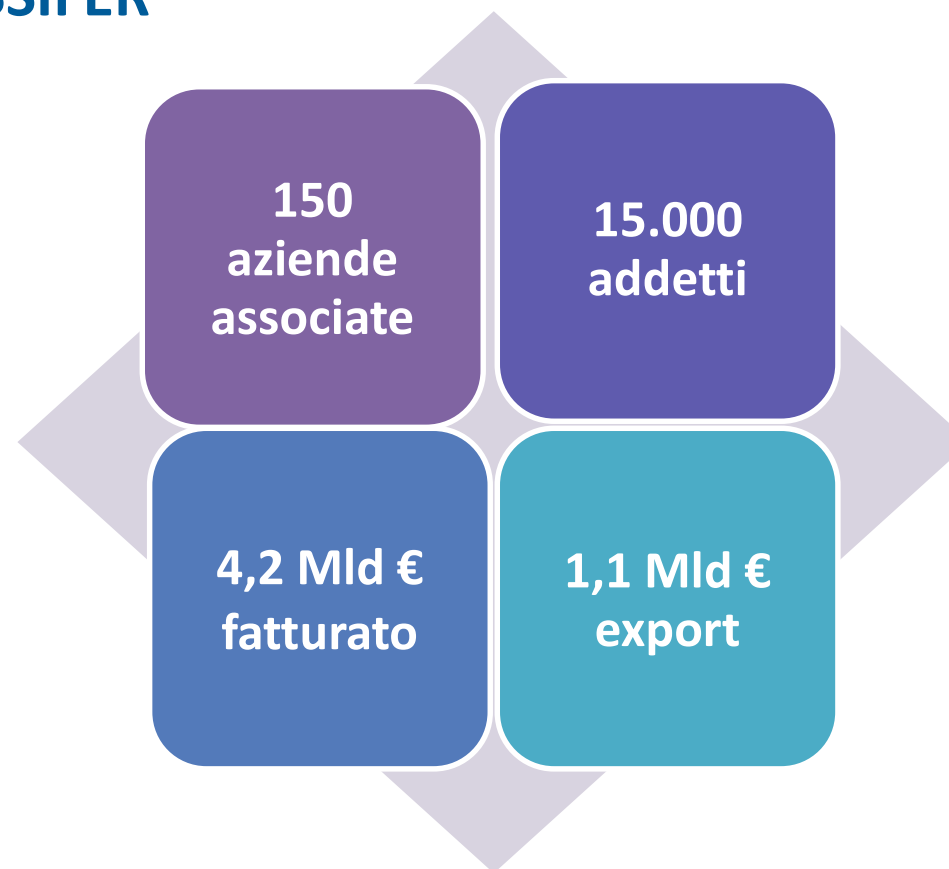 150
aziende
associate
15.000
addetti
4,2 Mld €
fatturato
1,1 Mld €
export